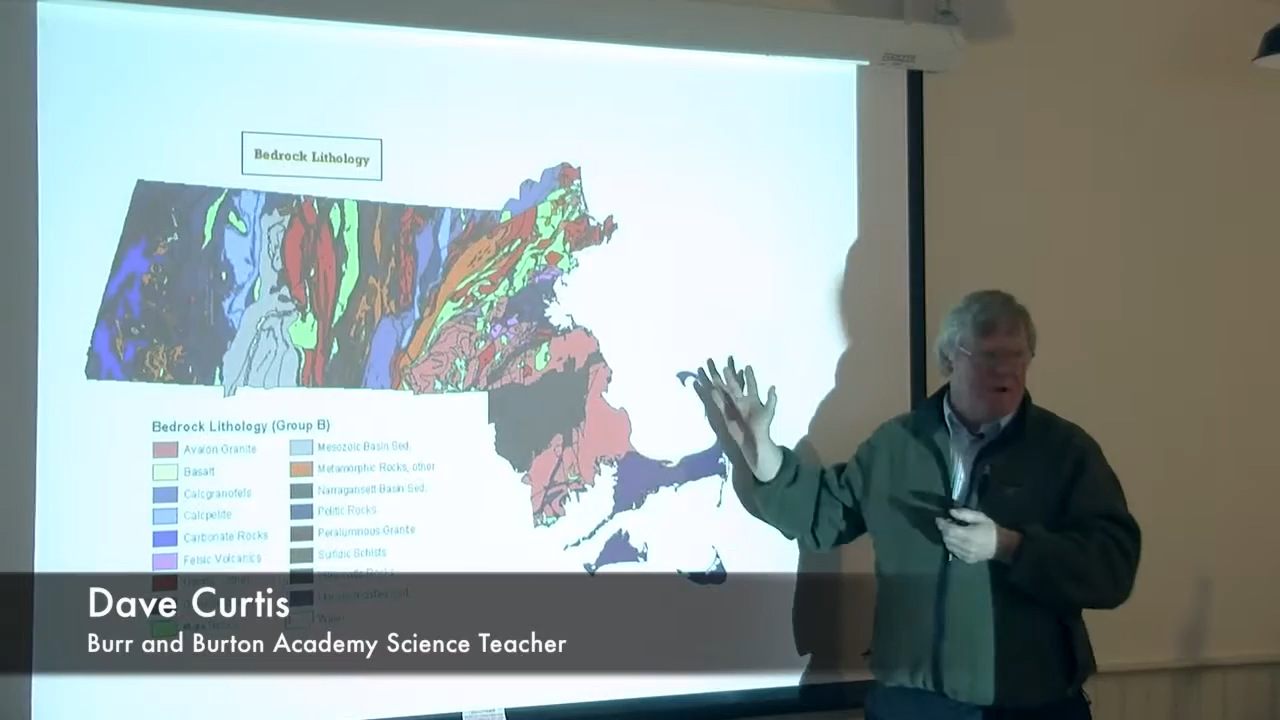 Bedrock Lithology
Bedrock Lithology (Group B)
Avalon Granite
Basalt
Calcgranofels
Calcpelite
Carbonate Rocks
Felsic Volcanics
Mesozoic Basin Sed.
Metamorphic Rocks, other
Narragansett Basin Sed.
Pelitic Rocks
Peraluminous Granite
Sulfidic Schists
Dave Curtis
Burr and Burton Academy Science Teacher